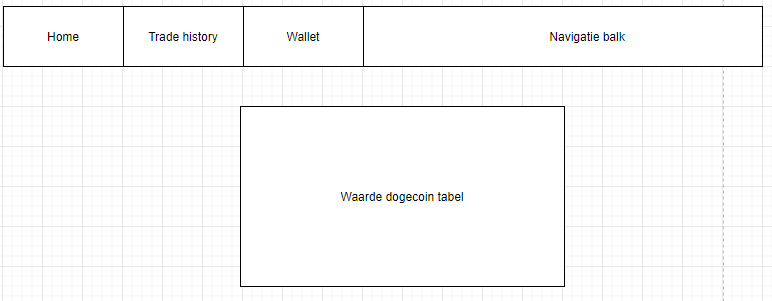 Home
Trade history
Wallet
Navigatie balk
Waarde dogecoin tabel